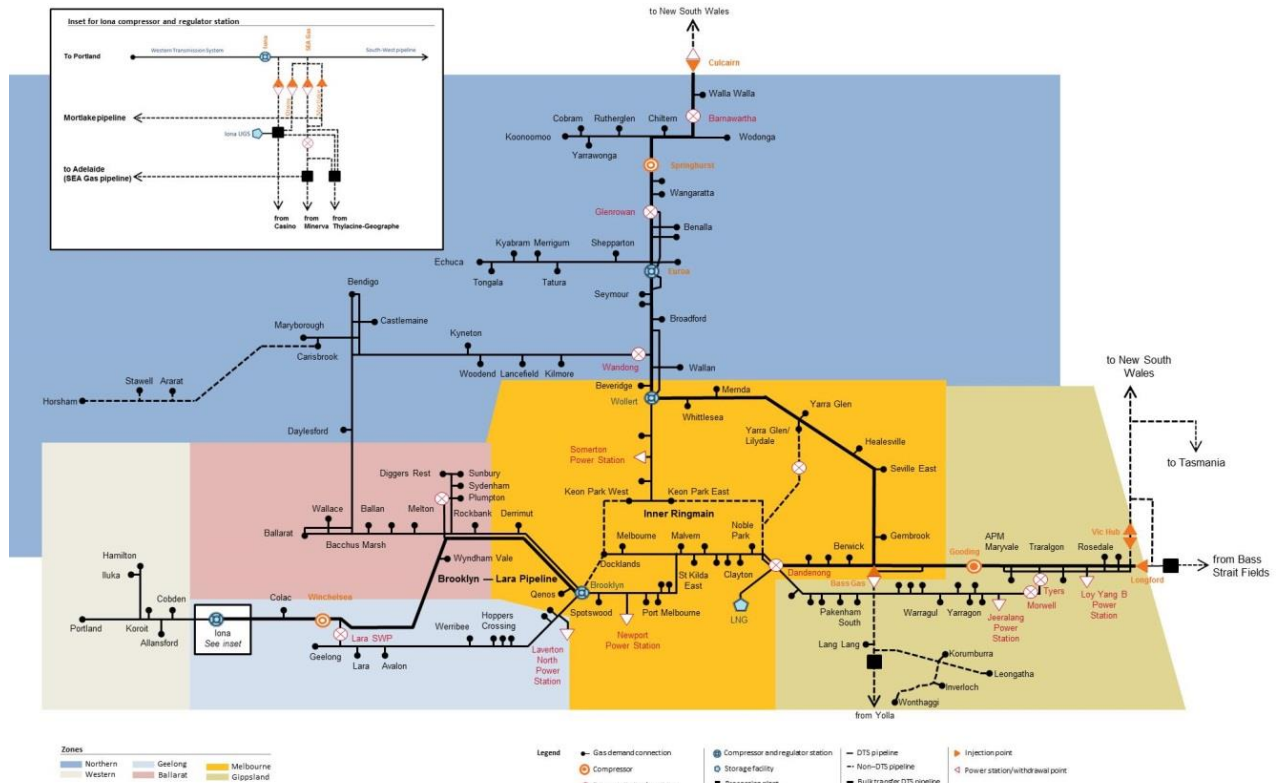 Inset for Iona compressor and regulator station
Iona
SEA Gas
To Portland
Western Transmission System
South-West pipeline
Mortlake pipeline
Iona UGS
to Adelaide
(SEA Gas pipeline)
from
Casino
from
Minerva
from
Thylacine-Geographe
to New South Wales
Culcairn
Walla Walla
Barnawartha
Cobram
Rutherglen
Chiltern
Koonoomoo
Yarrawonga
Wodonga
Springhurst
Wangaratta
Glenrowan
Benalla
Kyabram
Merrigum
Shepparton
Echuca
Tongala
Tatura
Euroa
Seymour
Broadford
Bendigo
Castlemaine
Maryborough
Carisbrook
Kyneton
Woodend
Lancefield
Kilmore
Wandong
Wallan
Stawell
Ararat
Horsham
Beveridge
Wollert
Mernda
Whittlesea
Yarra Glen
Yarra Glen/
Lilydale
Healesville
Seville East
to New South
Wales
to Tasmania
Daylesford
Somerton
Power Station
Diggers Rest
Sunbury
Sydenham
Plumpton
Keon Park West
Keon Park East
Inner Ringmain
Wallace
Ballan
Melton
Rockbank
Derrimut
Ballarat
Bacchus Marsh
Melbourne
Malvern
Noble
Park
Gembrook
Vic Hub
Hamilton
Iluka
Wyndham Vale
Docklands
St Kilda
East
Clayton
Berwick
Dandenong
Bass Gas
Gooding
APM
Maryvale
Traralgon
Rosedale
Longford
from Bass
Strait Fields
Brooklyn — Lara Pipeline
Brooklyn
Qenos
Tyers
Morwell
Loy Yang B
Power
Station
Cobden
Colac
Winchelsea
Hoppers
Crossing
Spotswood
Port Melbourne
LNG
Pakenham
South
Warragul
Yarragon
Jeeralang
Power
Station
Portland
Koroit
Allansford
Iona
See inset
Lara SWP
Werribee
Geelong
Lara
Avalon
Laverton
North
Power
Station
Newport
Power Station
Lang Lang
Korumburra
Leongatha
Inverloch
Wonthaggi
from Yolla
Zones
Northern
Western
Geelong
Ballarat
Melbourne
Gippsland
Legend
Gas demand connection
Compressor
Compressor and regulator station
Storage facility
DTS pipeline
Non-DTS pipeline
Bulk transfer DTS pipeline
Injection point
Power station/withdrawal point